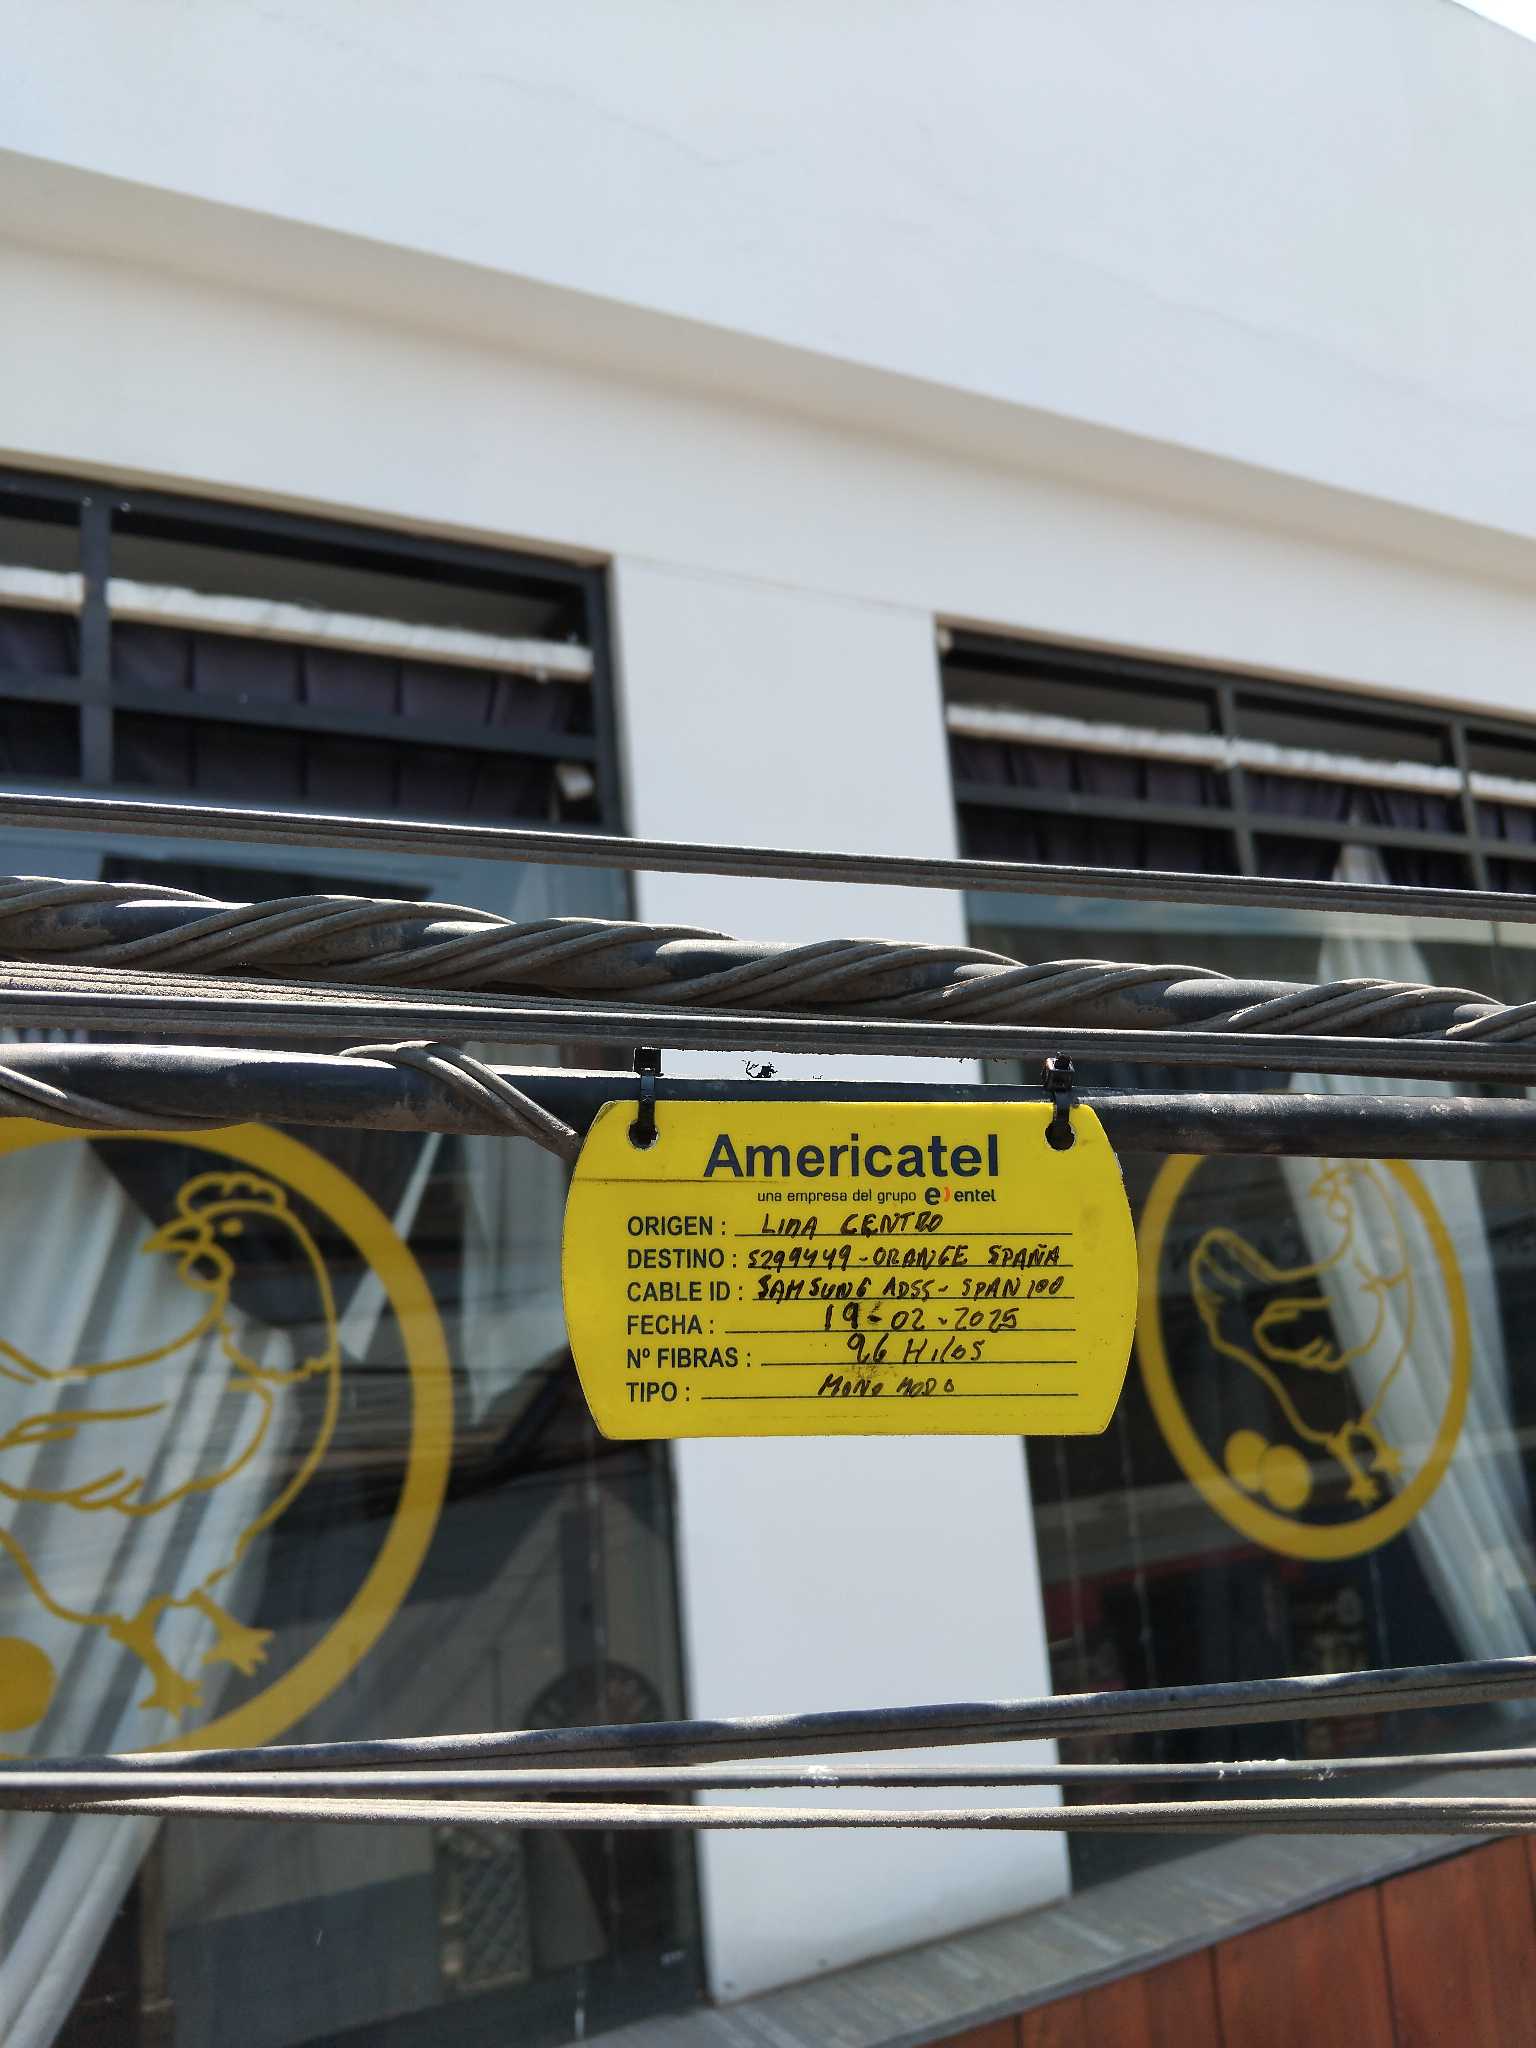 Americatel
una empresa del grupo e) entel
ORIGEN : LIMA CENTRO
DESTINO : S299449 - ORANGE SPAÑA
CABLE ID : SAMSUNG ADSS - SPAN 100
FECHA : 19-02-2025
Nº FIBRAS : 96 Hilos
TIPO : MONO MODO